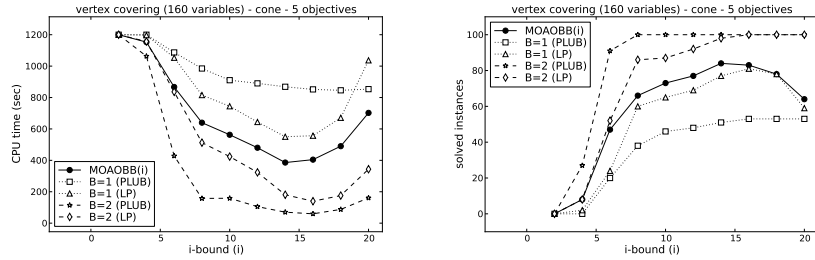 vertex covering (160 variables) - cone - 5 objectives
1200
1000
800
600
400
200
0
CPU time (sec)
MOAOBB(i)
B=1 (PLUB)
B=1 (LP)
B=2 (PLUB)
B=2 (LP)
0 5 10 15 20
i-bound (i)
vertex covering (160 variables) - cone - 5 objectives
100
80
60
40
20
0
solved instances
MOAOBB(i)
B=1 (PLUB)
B=1 (LP)
B=2 (PLUB)
B=2 (LP)
0 5 10 15 20
i-bound (i)